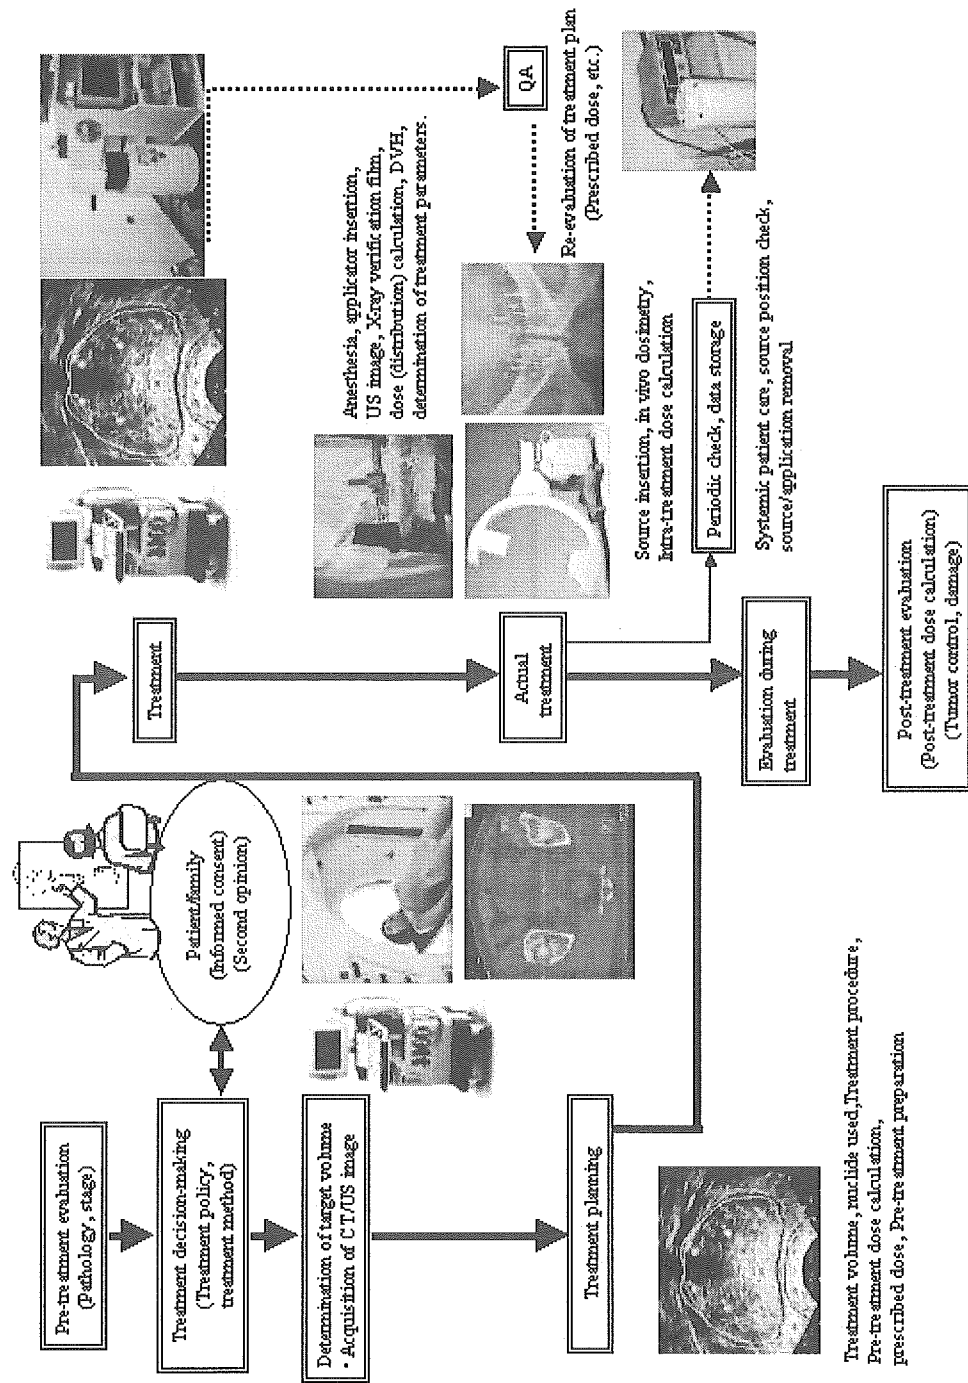 Pre-treatment evaluation
(Pathology, stage)
Treatment decision-making
(Treatment policy,
treatment method)
Patient/family
(Informed consent)
(Second opinion)
Determination of target volume
• Acquisition of CT/US image
Treatment planning
Treatment volume, nuclide used, Treatment procedure,
Pre-treatment dose calculation,
prescribed dose, Pre-treatment preparation
Treatment
Anesthesia, applicator insertion,
US image, X-ray verification film,
dose (distribution) calculation, DVH,
determination of treatment parameters.
QA
Re-evaluation of treatment plan
(Prescribed dose, etc.)
Actual
treatment
Source insertion, in vivo dosimetry,
Intra-treatment dose calculation
Periodic check, data storage
Systemic patient care, source position check,
source/application removal
Evaluation during
treatment
Post-treatment evaluation
(Post-treatment dose calculation)
(Tumor control, damage)